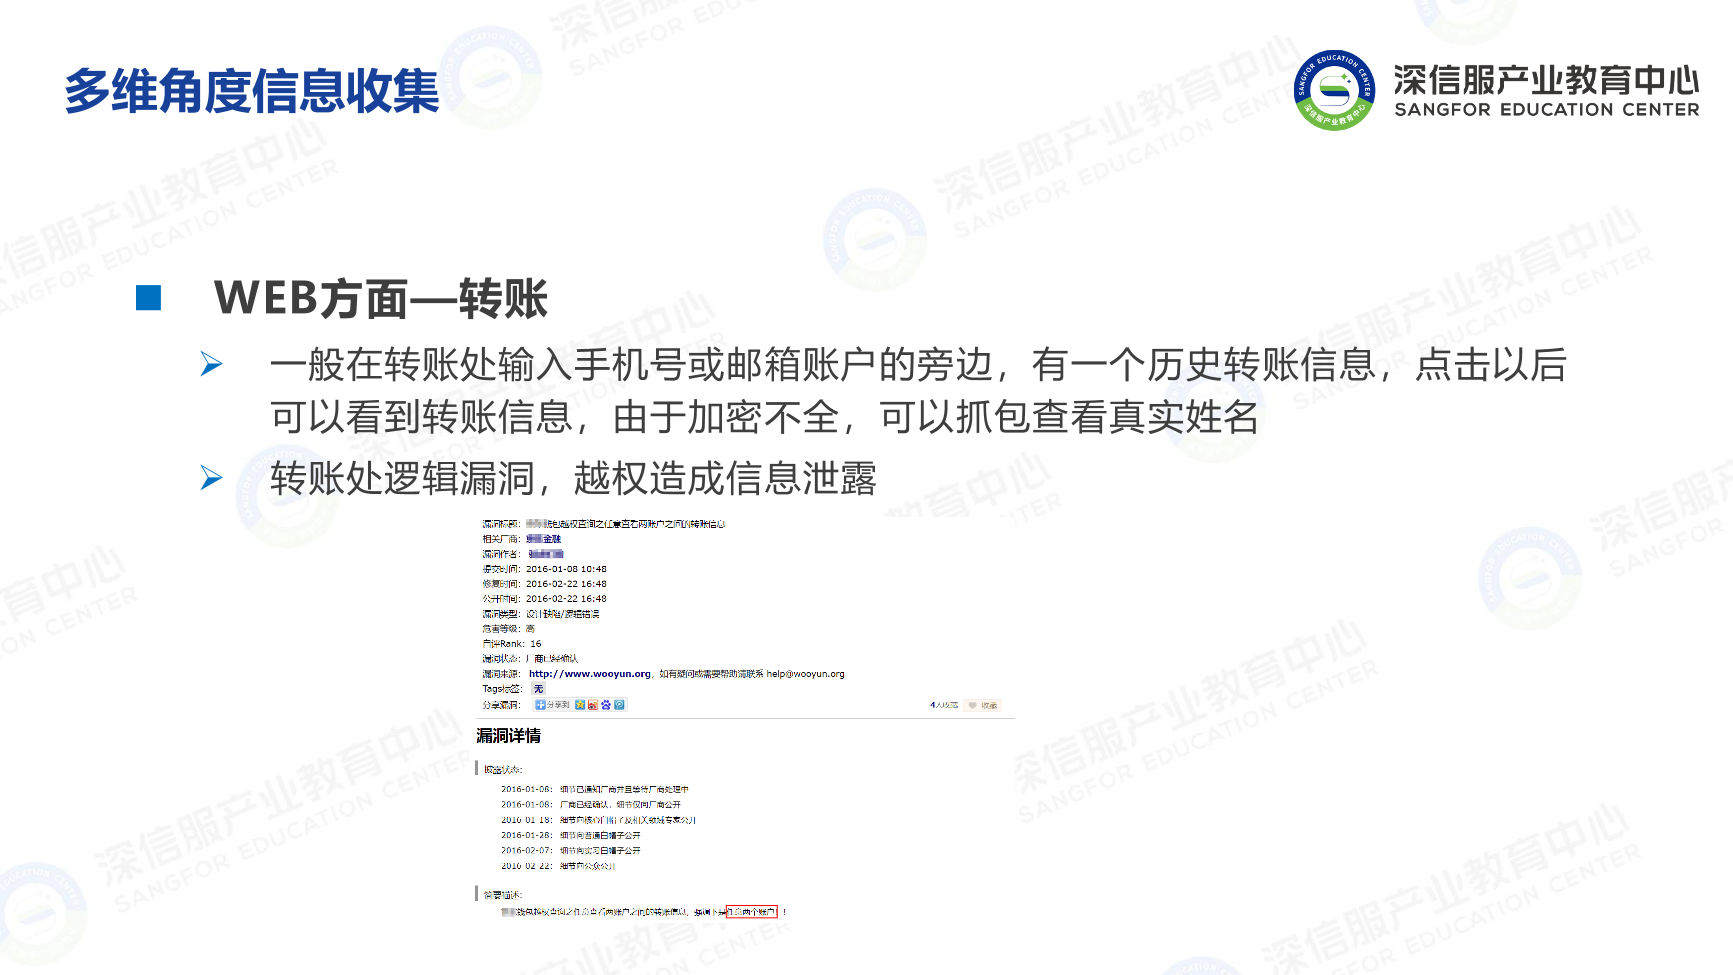 多维角度信息收集
深信服产业教育中心
SANGFOR EDUCATION CENTER
WEB方面—转账
一般在转账处输入手机号或邮箱账户的旁边，有一个历史转账信息，点击以后
可以看到转账信息，由于加密不全，可以抓包查看真实姓名
转账处逻辑漏洞，越权造成信息泄露
漏洞标题： 钱包越权查询之任意查看两账户之间的转账信息
相关厂商： 金融
漏洞作者：
提交时间：2016-01-08 10:48
修复时间：2016-02-22 16:48
公开时间：2016-02-22 16:48
漏洞类型：设计缺陷/逻辑错误
危害等级：高
自评Rank：16
漏洞状态：厂商已经确认
漏洞来源：http://www.wooyun.org，如有疑问或需要帮助请联系 help@wooyun.org
Tags标签：无
分享漏洞： 分享到 4人收藏 收藏
漏洞详情
披露状态：
2016-01-08： 细节已通知厂商并且等待厂商处理中
2016-01-08： 厂商已经确认，细节仅向厂商公开
2016-01-18： 细节向核心白帽子及相关领域专家公开
2016-01-28： 细节向普通白帽子公开
2016-02-07： 细节向实习白帽子公开
2016-02-22： 细节向公众公开
简要描述：
钱包越权查询之任意查看两账户之间的转账信息，强调下是任意两个账户！！